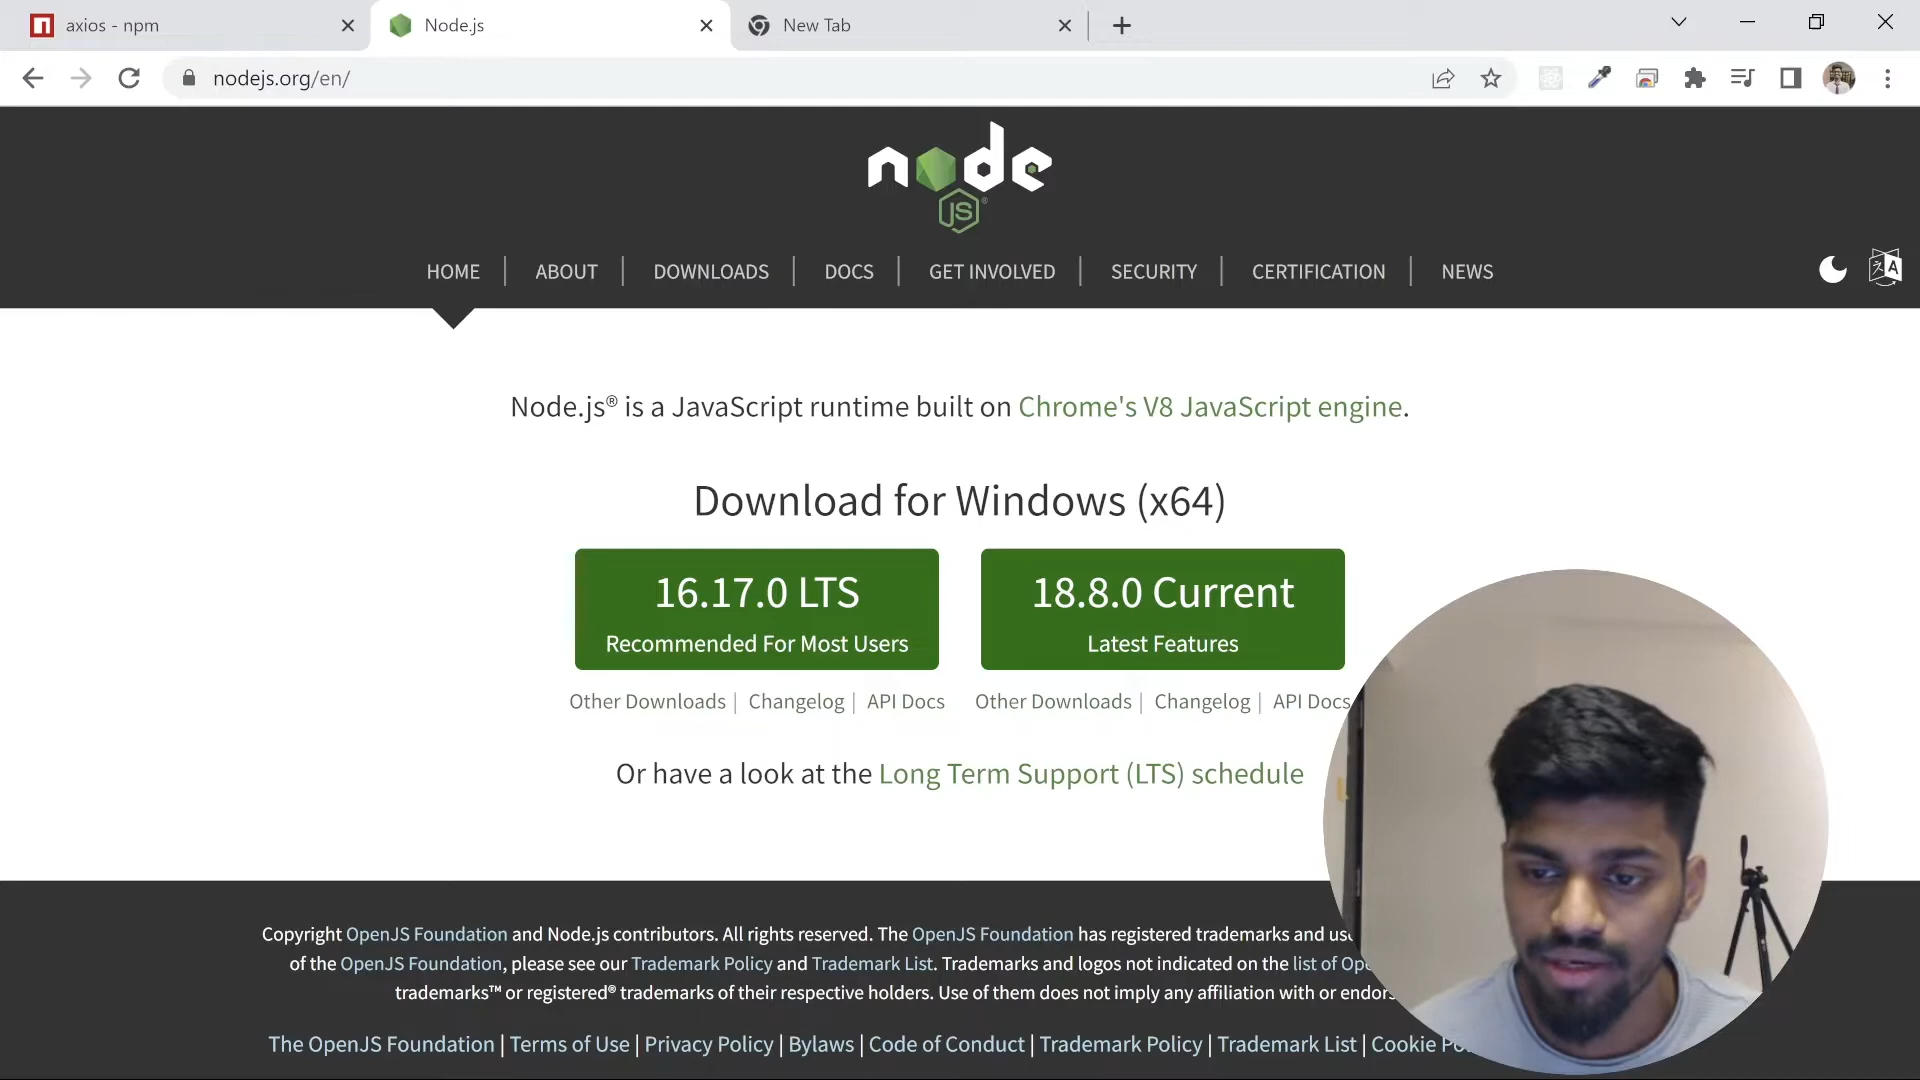 axios - npm
Node.js
New Tab
nodejs.org/en/
node
JS
HOME | ABOUT | DOWNLOADS | DOCS | GET INVOLVED | SECURITY | CERTIFICATION | NEWS
Node.js® is a JavaScript runtime built on Chrome's V8 JavaScript engine.
Download for Windows (x64)
16.17.0 LTS
Recommended For Most Users
18.8.0 Current
Latest Features
Other Downloads | Changelog | API Docs
Other Downloads | Changelog | API Docs
Or have a look at the Long Term Support (LTS) schedule
Copyright OpenJS Foundation and Node.js contributors. All rights reserved. The OpenJS Foundation has registered trademarks and
of the OpenJS Foundation, please see our Trademark Policy and Trademark List. Trademarks and logos not indicated on the list of
trademarks™ or registered® trademarks of their respective holders. Use of them does not imply any affiliation with or
The OpenJS Foundation | Terms of Use | Privacy Policy | Bylaws | Code of Conduct | Trademark Policy | Trademark List | Cookie